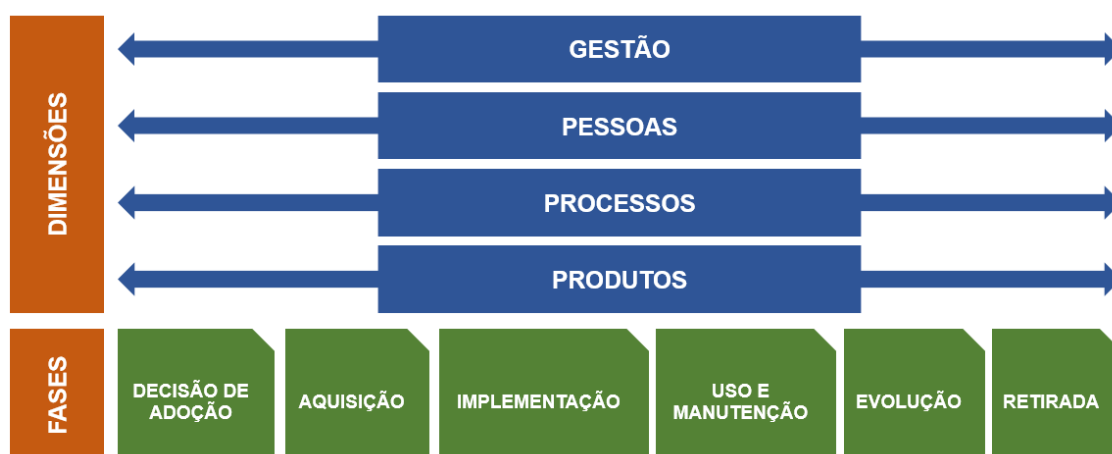 DIMENSÕES
GESTÃO
PESSOAS
PROCESSOS
PRODUTOS
FASES
DECISÃO DE
ADOÇÃO
AQUISIÇÃO
IMPLEMENTAÇÃO
USO E
MANUTENÇÃO
EVOLUÇÃO
RETIRADA